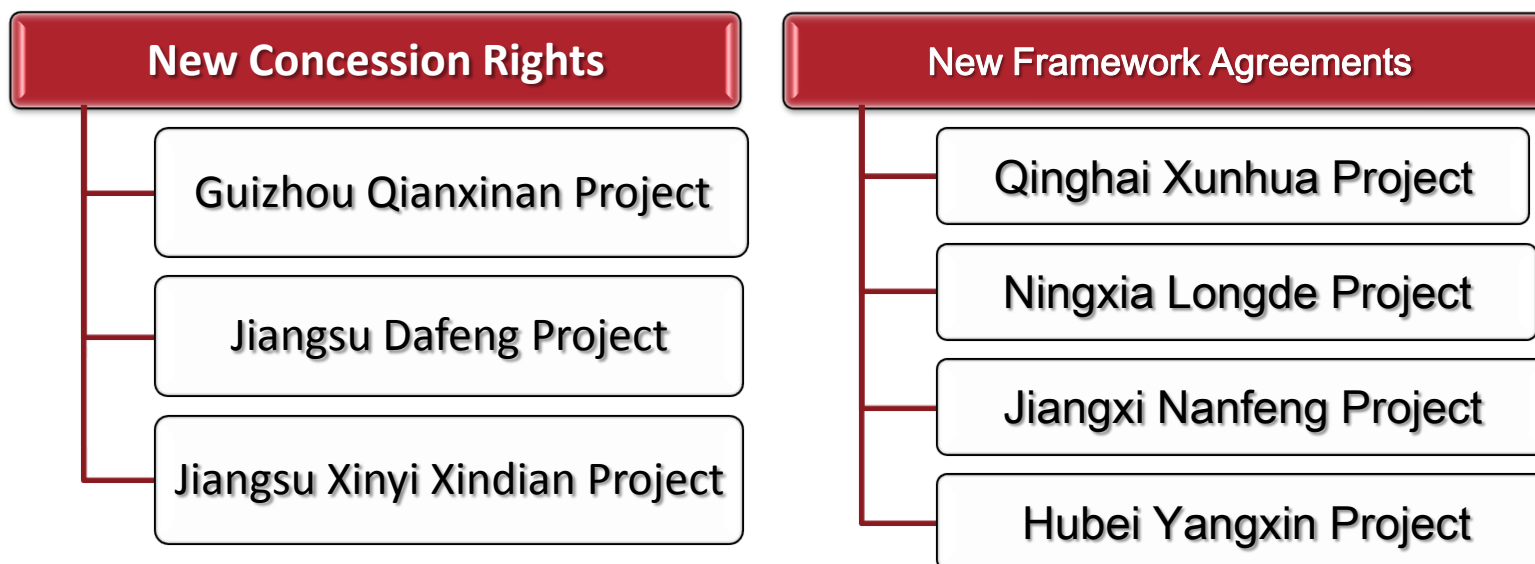 New Concession Rights
Guizhou Qianxinan Project
Jiangsu Dafeng Project
Jiangsu Xinyi Xindian Project
New Framework Agreements
Qinghai Xunhua Project
Ningxia Longde Project
Jiangxi Nanfeng Project
Hubei Yangxin Project